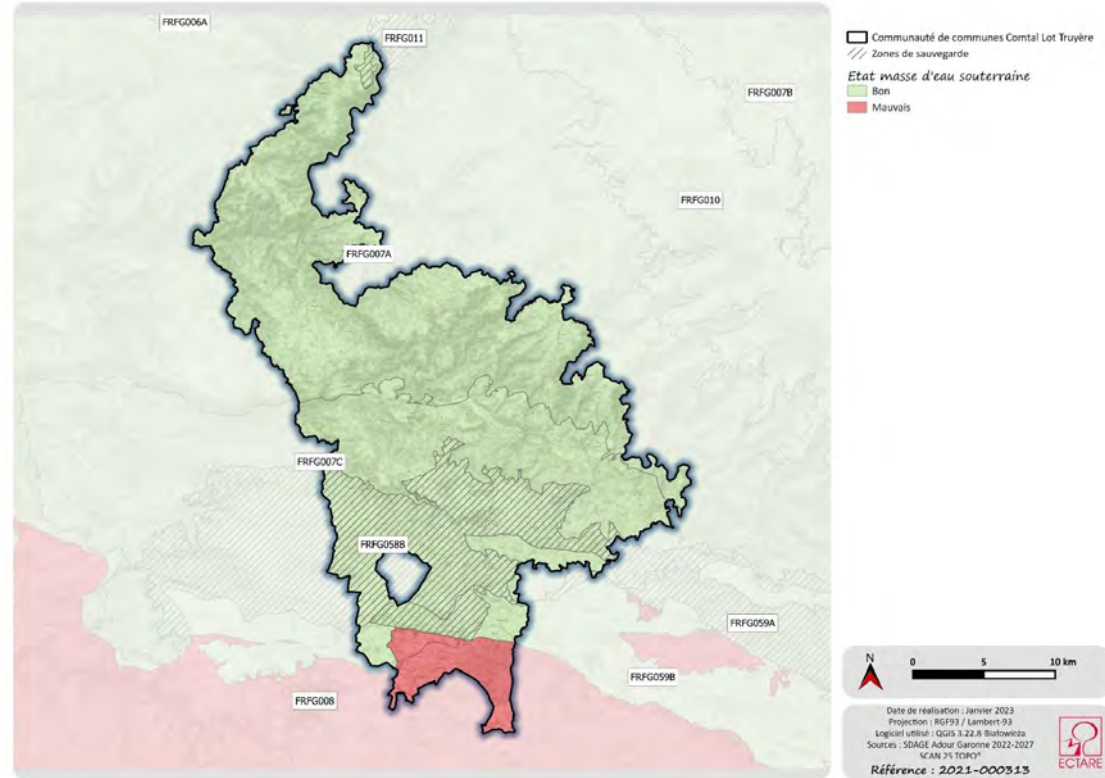 FRFG006A
FRFG011
FRFG007B
FRFG010
FRFG007A
FRFG007C
FRFG058B
FRFG059A
FRFG059B
FRFG008
Communauté de communes Comtal Lot Truyère
Zones de sauvegarde
Etat masse d'eau souterraine
Bon
Mauvais
N
0 5 10 km
Date de réalisation : Janvier 2023
Projection : RGF93 / Lambert-93
Logiciel utilisé : QGIS 3.22.8 Białowieża
Sources : SDAGE Adour Garonne 2022-2027
SCAN 25 TOPO®
Référence : 2021-000313
ECTARE